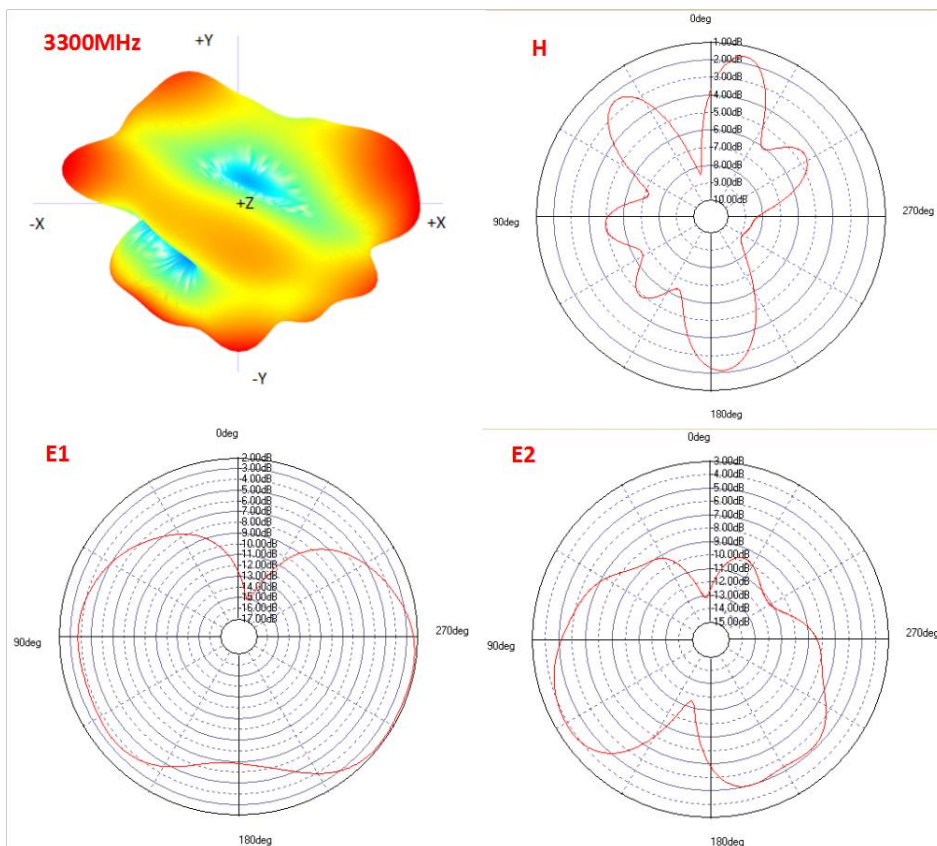 3300MHz
+Y
-X
+Z
+X
-Y
H
0deg
1.00dB
2.00dB
3.00dB
4.00dB
5.00dB
6.00dB
7.00dB
8.00dB
9.00dB
10.00dB
90deg
270deg
180deg
E1
0deg
2.00dB
3.00dB
4.00dB
5.00dB
6.00dB
7.00dB
8.00dB
9.00dB
10.00dB
11.00dB
12.00dB
13.00dB
14.00dB
15.00dB
16.00dB
17.00dB
90deg
270deg
180deg
E2
0deg
3.00dB
4.00dB
5.00dB
6.00dB
7.00dB
8.00dB
9.00dB
10.00dB
11.00dB
12.00dB
13.00dB
14.00dB
15.00dB
90deg
270deg
180deg